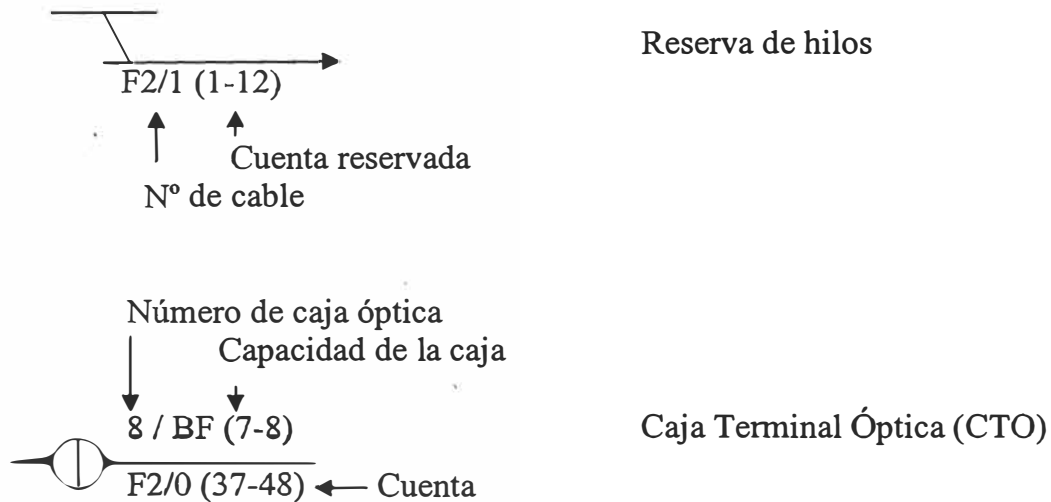 Reserva de hilos
F2/1 (1-12)
Cuenta reservada
Nº de cable
Número de caja óptica
Capacidad de la caja
8 / BF (7-8)
Caja Terminal Óptica (CTO)
F2/0 (37-48)
Cuenta